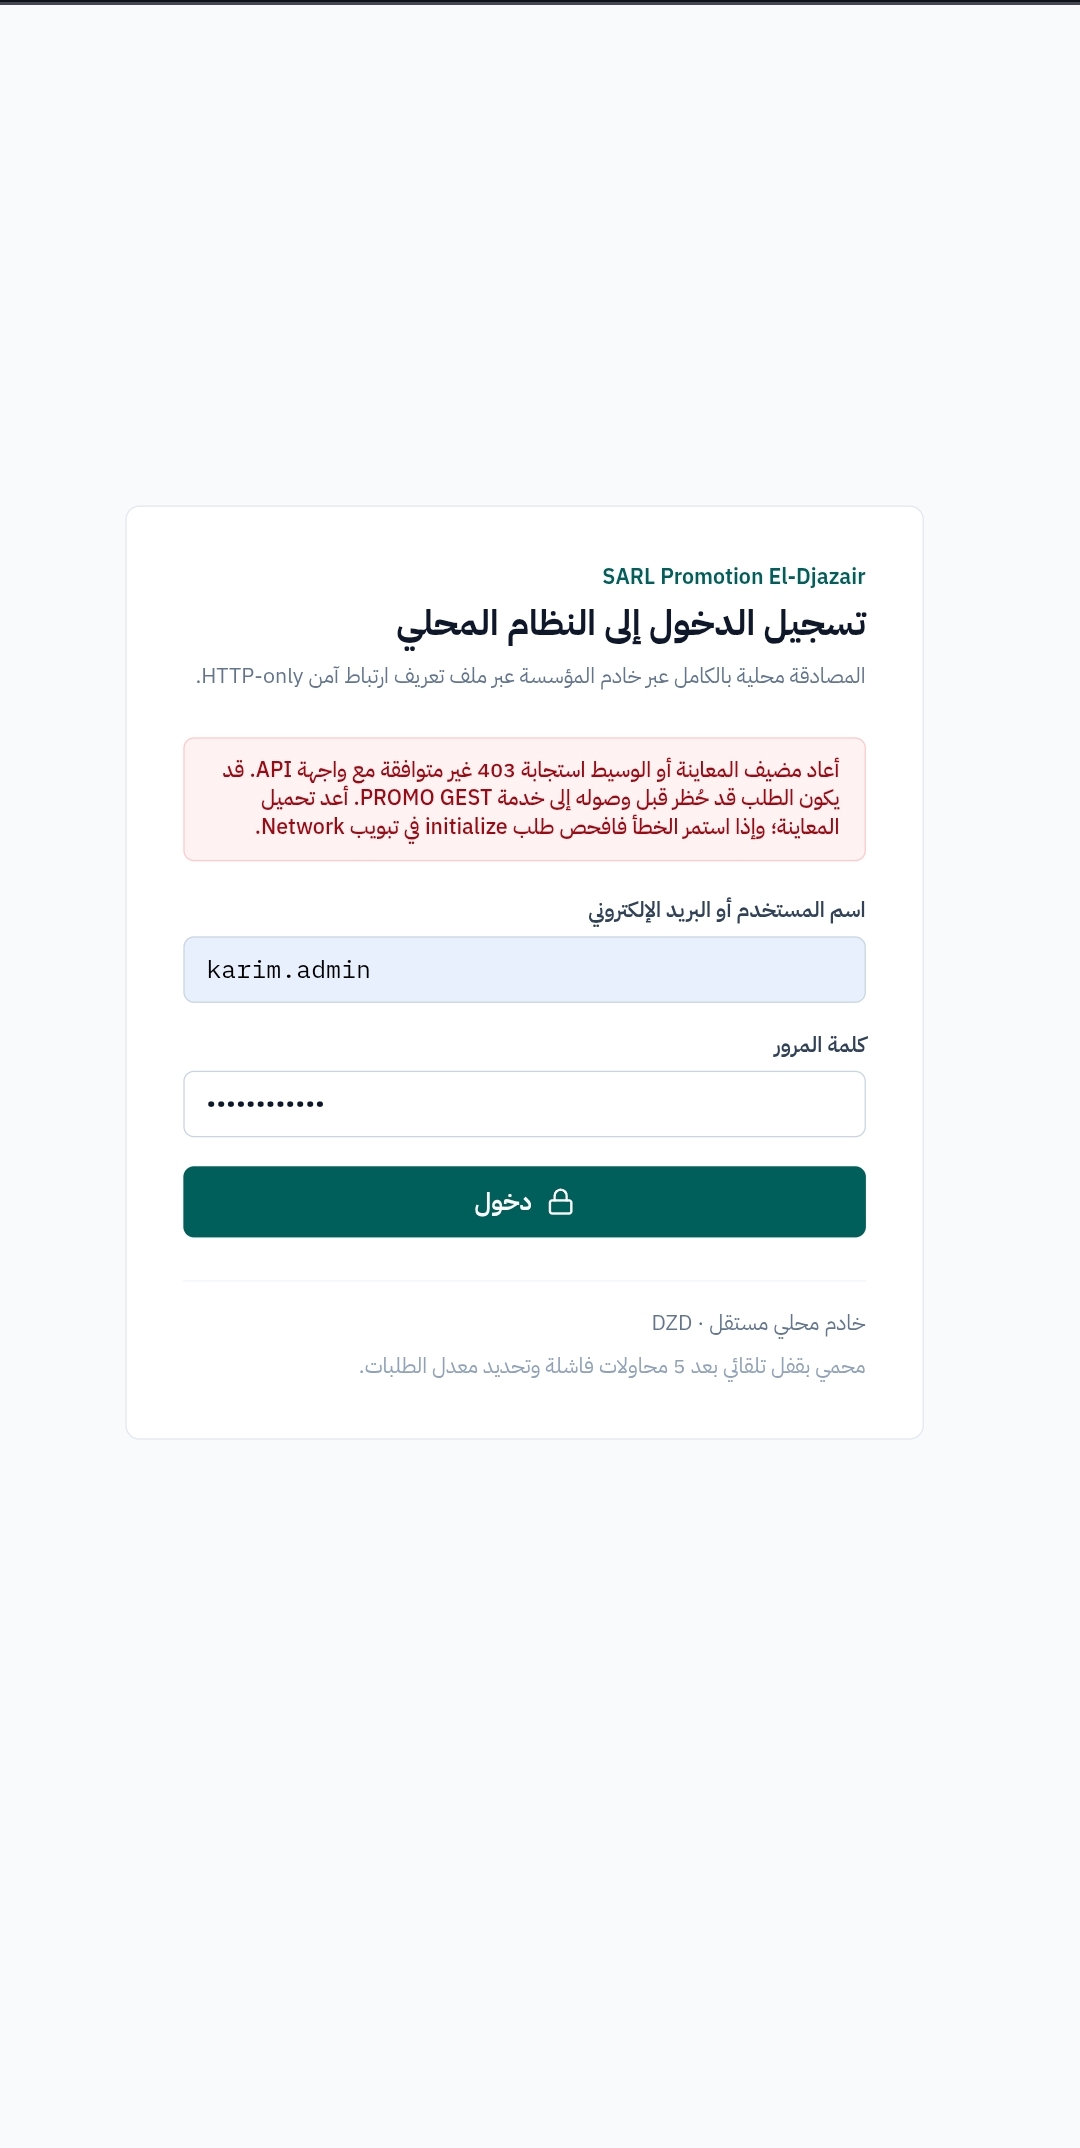 SARL Promotion El-Djazair
تسجيل الدخول إلى النظام المحلي
المصادقة محلية بالكامل عبر خادم المؤسسة عبر ملف تعريف ارتباط آمن HTTP-only.
أعاد مضيف المعاينة أو الوسيط استجابة 403 غير متوافقة مع واجهة API. قد
يكون الطلب قد حُظر قبل وصوله إلى خدمة PROMO GEST. أعد تحميل
المعاينة؛ وإذا استمر الخطأ فافحص طلب initialize في تبويب Network.
اسم المستخدم أو البريد الإلكتروني
karim.admin
كلمة المرور
••••••••••••
دخول
خادم محلي مستقل · DZD
محمي بقفل تلقائي بعد 5 محاولات فاشلة وتحديد معدل الطلبات.